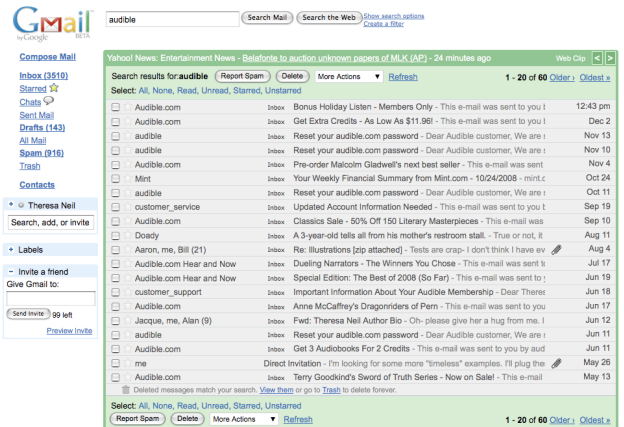 Gmail
by Google BETA
audible
Search Mail
Search the Web
Show search options
Create a filter
Compose Mail
Inbox (3510)
Starred
Chats
Sent Mail
Drafts (143)
All Mail
Spam (916)
Trash
Contacts
Theresa Neil
Search, add, or invite
Labels
Invite a friend
Give Gmail to:
Send Invite 99 left
Preview Invite
Yahoo! News: Entertainment News - Belafonte to auction unknown papers of MLK (AP) - 24 minutes ago Web Clip < >
Search results for:audible Report Spam Delete More Actions Refresh 1 - 20 of 60 Older › Oldest »
Select: All, None, Read, Unread, Starred, Unstarred
Audible.com Inbox Bonus Holiday Listen - Members Only - This e-mail was sent to you b 12:43 pm
Audible.com Inbox Get Extra Credits - As Low As $11.96! - This e-mail was sent to you b Dec 2
audible Inbox Reset your audible.com password - Dear Audible customer, We are r Nov 13
audible Inbox Reset your audible.com password - Dear Audible customer, We are r Nov 10
Audible.com Inbox Pre-order Malcolm Gladwell's next best seller - This e-mail was sent Nov 4
Mint Inbox Your Weekly Financial Summary from Mint.com - 10/24/2008 - mint.c Oct 24
audible Inbox Reset your audible.com password - Dear Audible customer, We are r Oct 11
customer_service Inbox Updated Account Information Needed - This e-mail was sent to you b Sep 19
Audible.com Inbox Classics Sale - 50% Off 150 Literary Masterpieces - This e-mail was Sep 10
Doady Inbox A 3-year-old tells all from his mother's restroom stall. - True or not, it Aug 11
Aaron, me, Bill (21) Inbox Re: Illustrations [zip attached] - Tests are crap- I don't think I have ev Aug 4
Audible.com Hear and Now Inbox Dueling Narrators - The Winners You Chose - This e-mail was sent to Jul 17
Audible.com Hear and Now Inbox Special Edition: The Best of 2008 (So Far) - This e-mail was sent to y Jun 19
customer_support Inbox Important Information About Your Audible Membership - Dear Theres Jun 18
Audible.com Inbox Anne McCaffrey's Dragonriders of Pern - This e-mail was sent to you Jun 17
Jacque, me, Alan (9) Inbox Fwd: Theresa Neil Author Bio - Oh- please give her a hug from me. I Jun 12
audible Inbox Reset your audible.com password - Dear Audible customer, We are r Jun 11
Audible.com Inbox Get 3 Audiobooks For 2 Credits - This e-mail was sent to you by aud Jun 11
me Direct Invitation - I'm looking for some more "timeless" examples. I'll plug the May 26
Audible.com Inbox Terry Goodkind's Sword of Truth Series - Now on Sale! - This e-mail May 13
Deleted messages match your search. View them or go to Trash to delete forever.
Select: All, None, Read, Unread, Starred, Unstarred
Report Spam Delete More Actions Refresh 1 - 20 of 60 Older › Oldest »